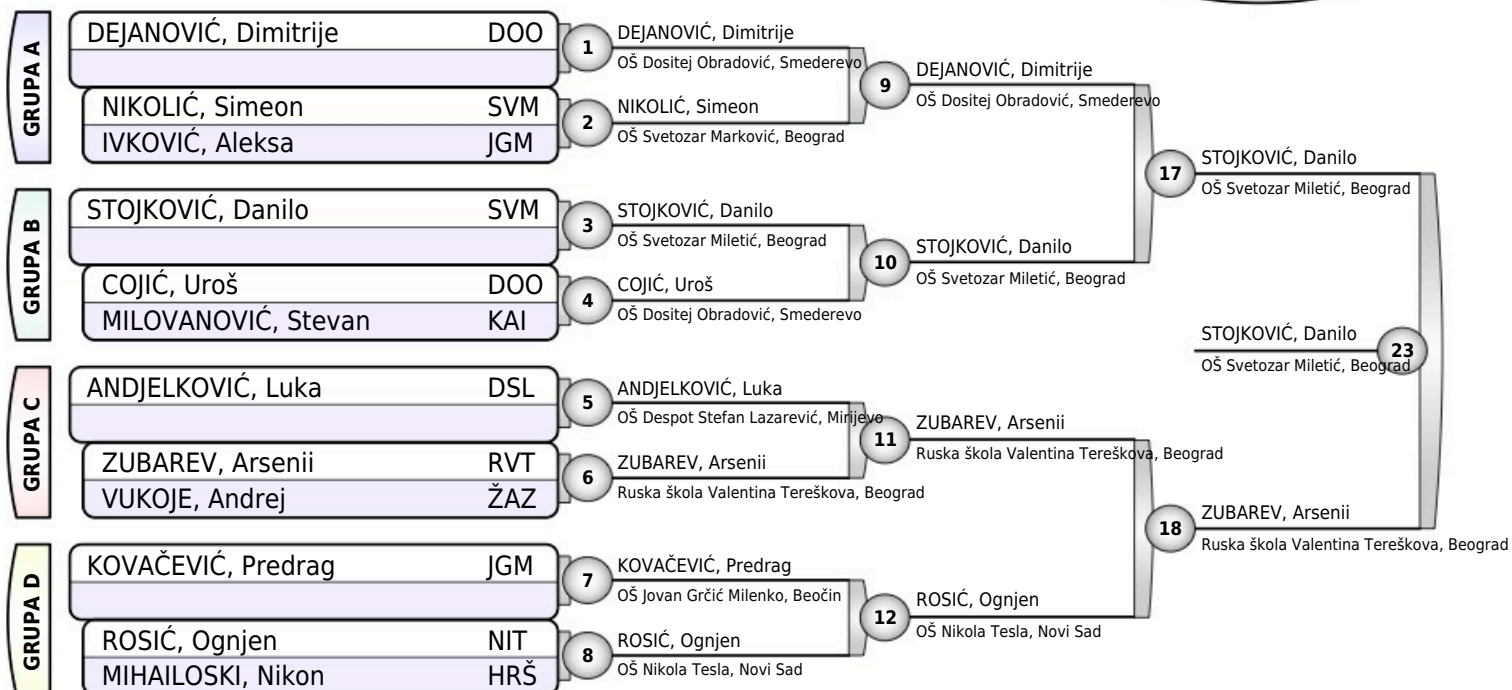 GRUPA A
DEJANOVIĆ, Dimitrije DOO
NIKOLIĆ, Simeon SVM
IVKOVIĆ, Aleksa JGM
GRUPA B
STOJKOVIĆ, Danilo SVM
COJIĆ, Uroš DOO
MILOVANOVIĆ, Stevan KAI
GRUPA C
ANDJELKOVIĆ, Luka DSL
ZUBAREV, Arsenii RVT
VUKOJE, Andrej ŽAZ
GRUPA D
KOVAČEVIĆ, Predrag JGM
ROSIĆ, Ognjen NIT
MIHAILOSKI, Nikon HRŠ
1
DEJANOVIĆ, Dimitrije
OŠ Dositej Obradović, Smederevo
2
NIKOLIĆ, Simeon
OŠ Svetozar Marković, Beograd
3
STOJKOVIĆ, Danilo
OŠ Svetozar Miletić, Beograd
4
COJIĆ, Uroš
OŠ Dositej Obradović, Smederevo
5
ANDJELKOVIĆ, Luka
OŠ Despot Stefan Lazarević, Mirijevo
6
ZUBAREV, Arsenii
Ruska škola Valentina Tereškova, Beograd
7
KOVAČEVIĆ, Predrag
OŠ Jovan Grčić Milenko, Beočin
8
ROSIĆ, Ognjen
OŠ Nikola Tesla, Novi Sad
9
DEJANOVIĆ, Dimitrije
OŠ Dositej Obradović, Smederevo
10
STOJKOVIĆ, Danilo
OŠ Svetozar Miletić, Beograd
11
ZUBAREV, Arsenii
Ruska škola Valentina Tereškova, Beograd
12
ROSIĆ, Ognjen
OŠ Nikola Tesla, Novi Sad
17
STOJKOVIĆ, Danilo
OŠ Svetozar Miletić, Beograd
18
ZUBAREV, Arsenii
Ruska škola Valentina Tereškova, Beograd
STOJKOVIĆ, Danilo
OŠ Svetozar Miletić, Beograd
23